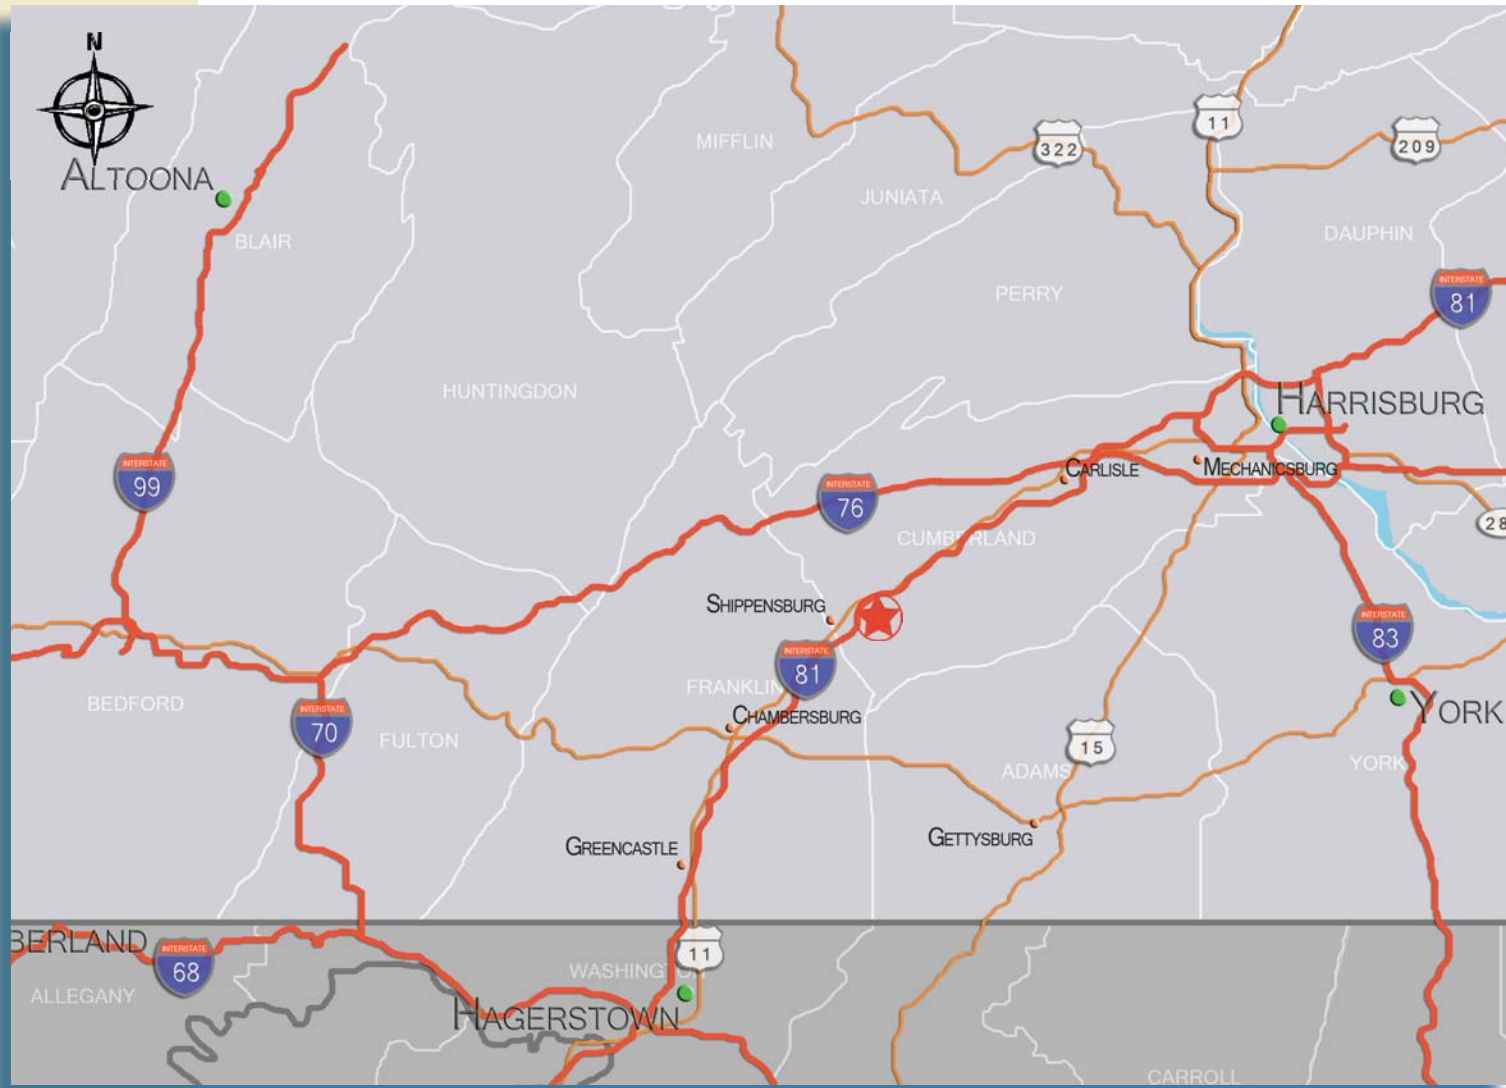 N
ALTOONA
BLAIR
MIFFLIN
JUNIATA
322
11
209
DAUPHIN
PERRY
INTERSTATE
81
HUNTINGDON
HARRISBURG
INTERSTATE
99
CARLISLE
MECHANICSBURG
INTERSTATE
76
28
CUMBERLAND
SHIPPENSBURG
INTERSTATE
81
INTERSTATE
83
BEDFORD
FRANKLIN
CHAMBERSBURG
INTERSTATE
70
FULTON
YORK
15
ADAMS
YORK
GREENCASTLE
GETTYSBURG
BERLAND
INTERSTATE
68
11
WASHINGTON
ALLEGANY
HAGERSTOWN
CARROLL